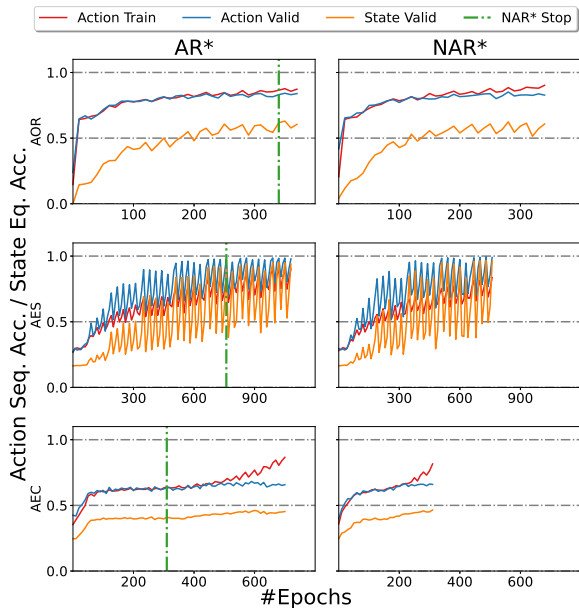 Action Train Action Valid State Valid NAR* Stop
AR* NAR*
Action Seq. Acc. / State Eq. Acc.
AOR
1.0
0.5
0.0
100 200 300
100 200 300
AES
1.0
0.5
0.0
300 600 900
300 600 900
AEC
1.0
0.5
0.0
200 400 600
200 400 600
#Epochs